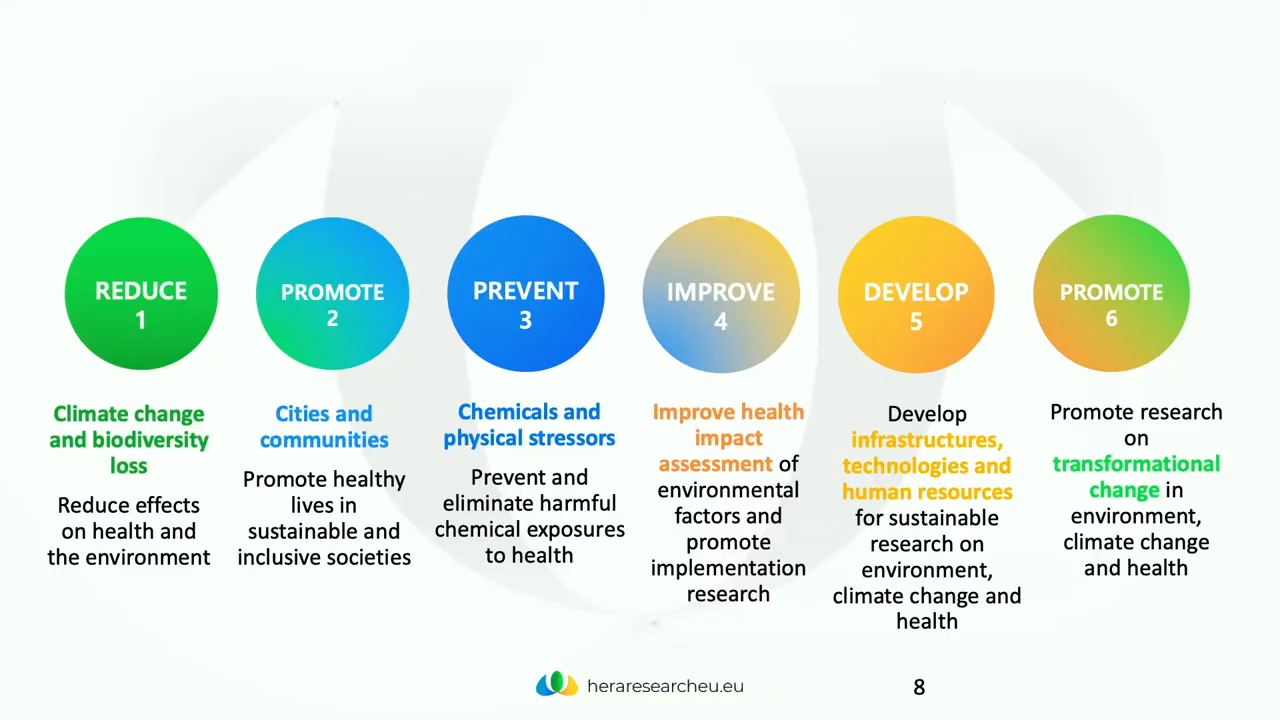 REDUCE
1
Climate change
and biodiversity
loss
Reduce effects
on health and
the environment
PROMOTE
2
Cities and
communities
Promote healthy
lives in
sustainable and
inclusive societies
PREVENT
3
Chemicals and
physical stressors
Prevent and
eliminate harmful
chemical exposures
to health
IMPROVE
4
Improve health
impact
assessment of
environmental
factors and
promote
implementation
research
DEVELOP
5
Develop
infrastructures,
technologies and
human resources
for sustainable
research on
environment,
climate change and
health
PROMOTE
6
Promote research
on
transformational
change in
environment,
climate change
and health
heraresearcheu.eu
8